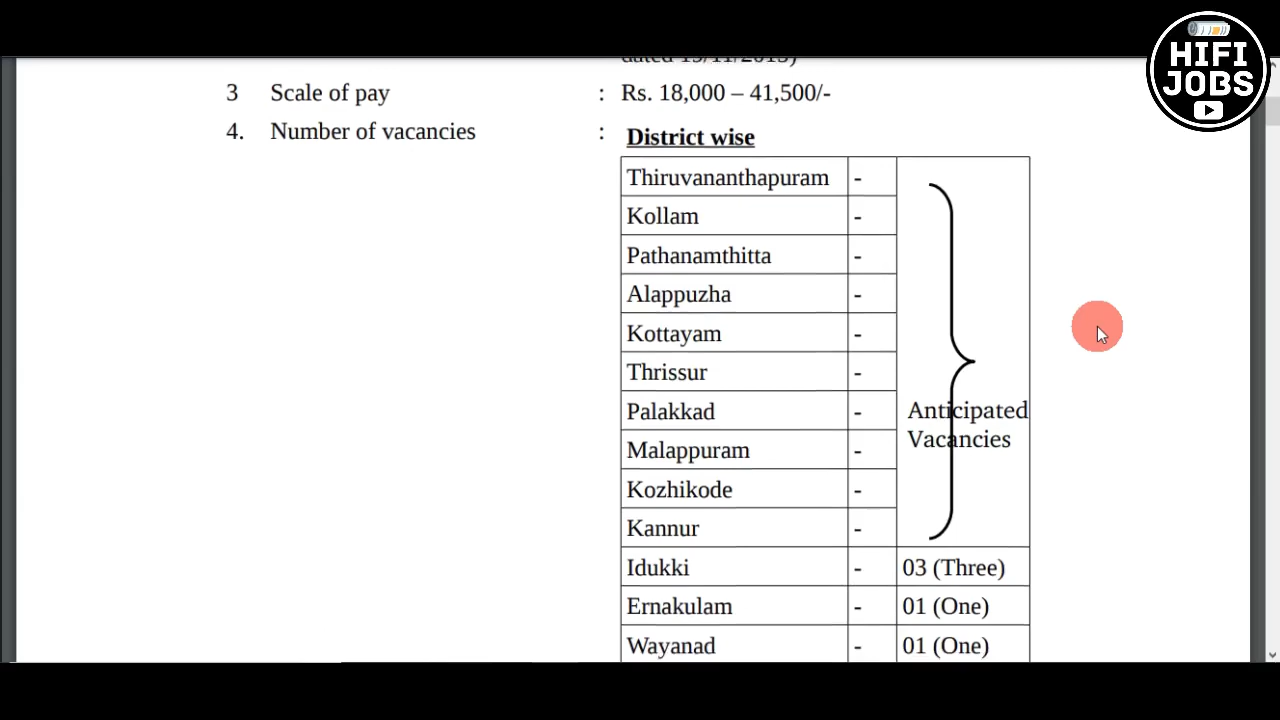 HIFI
JOBS
3 Scale of pay : Rs. 18,000 – 41,500/-
4. Number of vacancies : District wise
Thiruvananthapuram -
Kollam -
Pathanamthitta -
Alappuzha -
Kottayam -
Thrissur -
Palakkad - Anticipated
Vacancies
Malappuram -
Kozhikode -
Kannur -
Idukki - 03 (Three)
Ernakulam - 01 (One)
Wayanad - 01 (One)